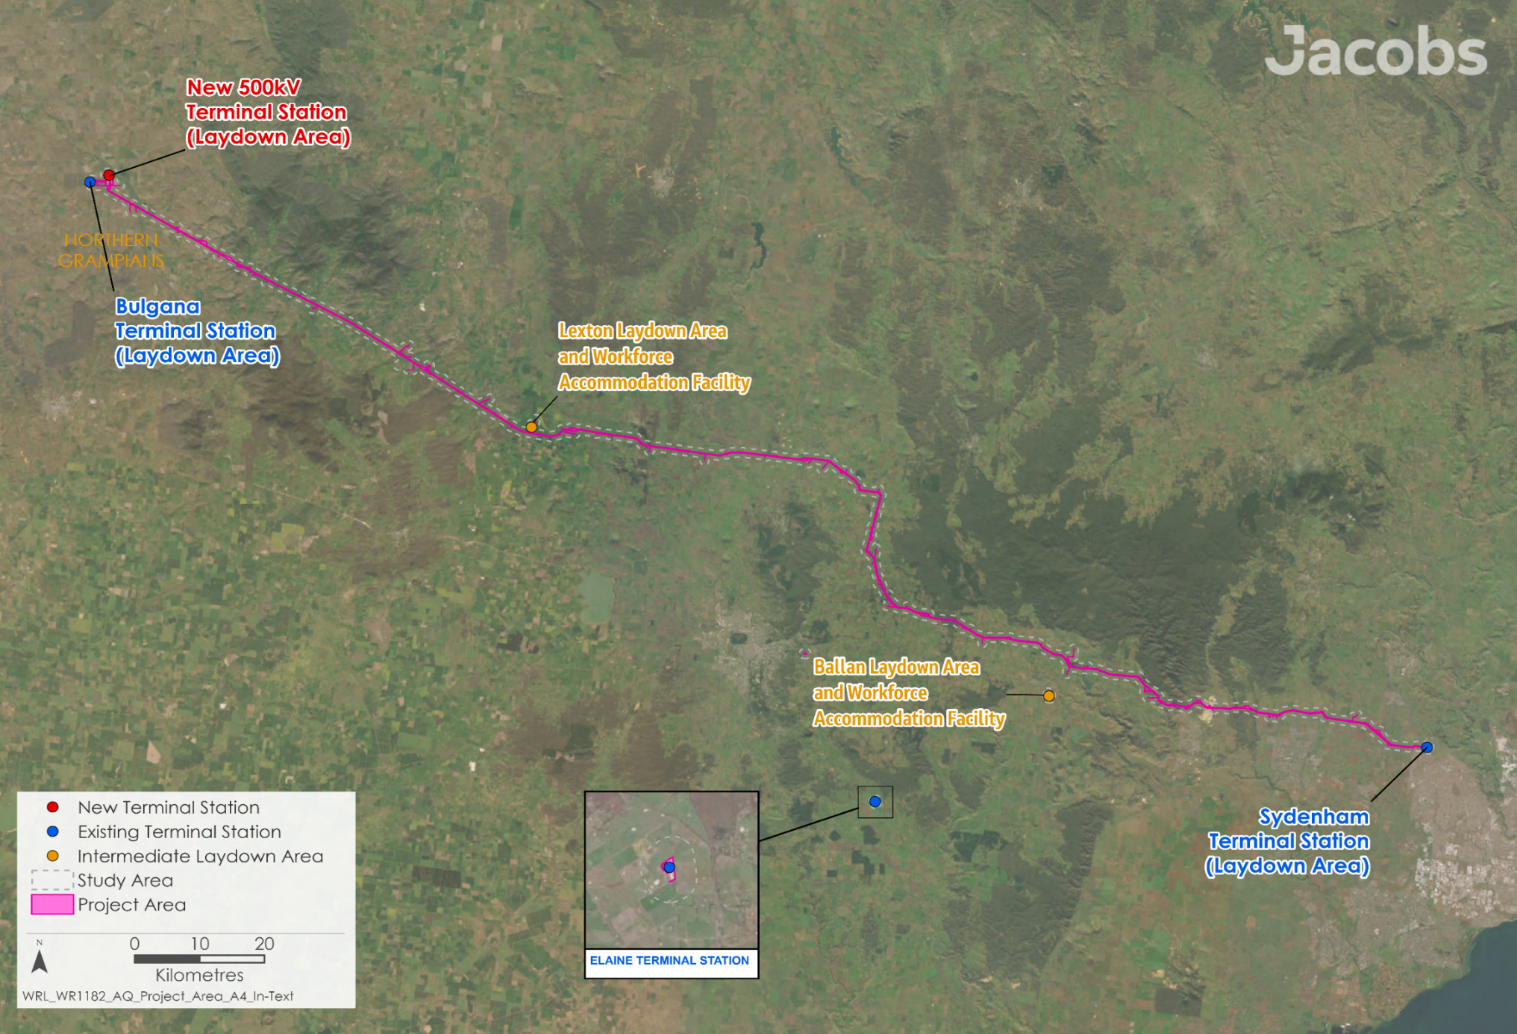 Jacobs
New 500kV
Terminal Station
(Laydown Area)
NORTHERN
GRAMPIANS
Bulgana
Terminal Station
(Laydown Area)
Lexton Laydown Area
and Workforce
Accommodation Facility
Ballan Laydown Area
and Workforce
Accommodation Facility
Sydenham
Terminal Station
(Laydown Area)
ELAINE TERMINAL STATION
New Terminal Station
Existing Terminal Station
Intermediate Laydown Area
Study Area
Project Area
N
0 10 20
Kilometres
WRL_WR1182_AQ_Project_Area_A4_In-Text